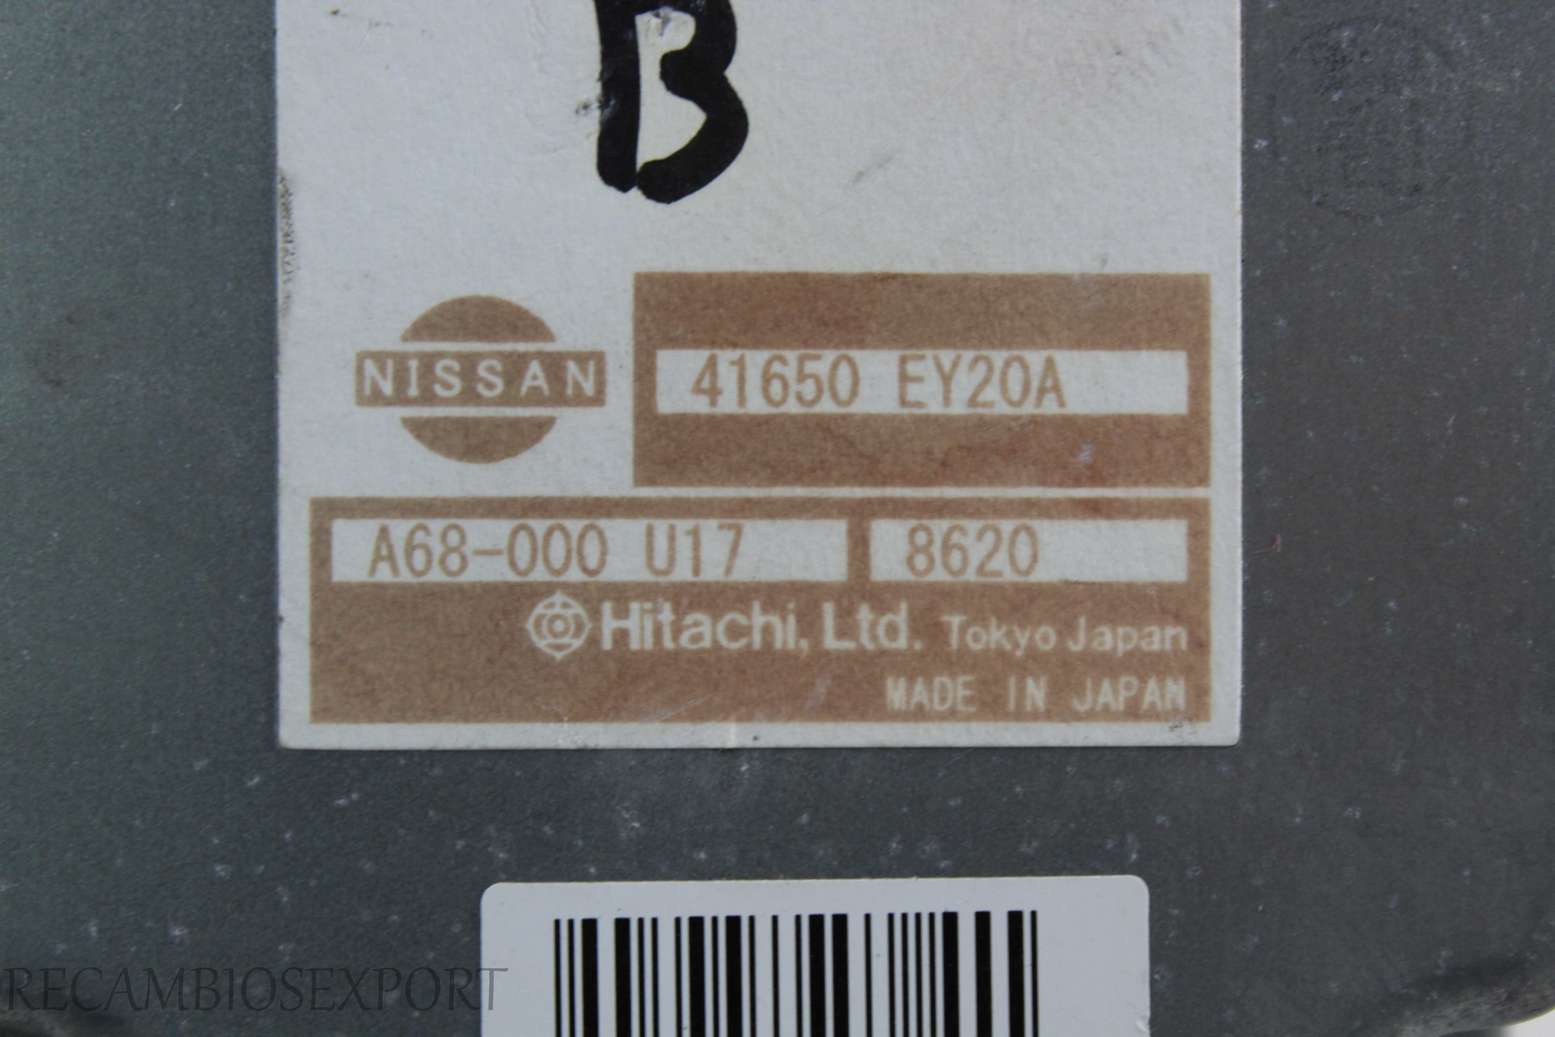 B
NISSAN
41650 EY20A
A68-000 U17 8620
Hitachi, Ltd. Tokyo Japan
MADE IN JAPAN
RECAMBIOSEXPORT